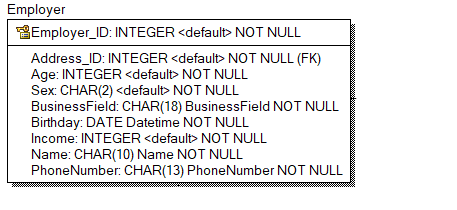 Employer
Employer_ID: INTEGER <default> NOT NULL
Address_ID: INTEGER <default> NOT NULL (FK)
Age: INTEGER <default> NOT NULL
Sex: CHAR(2) <default> NOT NULL
BusinessField: CHAR(18) BusinessField NOT NULL
Birthday: DATE Datetime NOT NULL
Income: INTEGER <default> NOT NULL
Name: CHAR(10) Name NOT NULL
PhoneNumber: CHAR(13) PhoneNumber NOT NULL